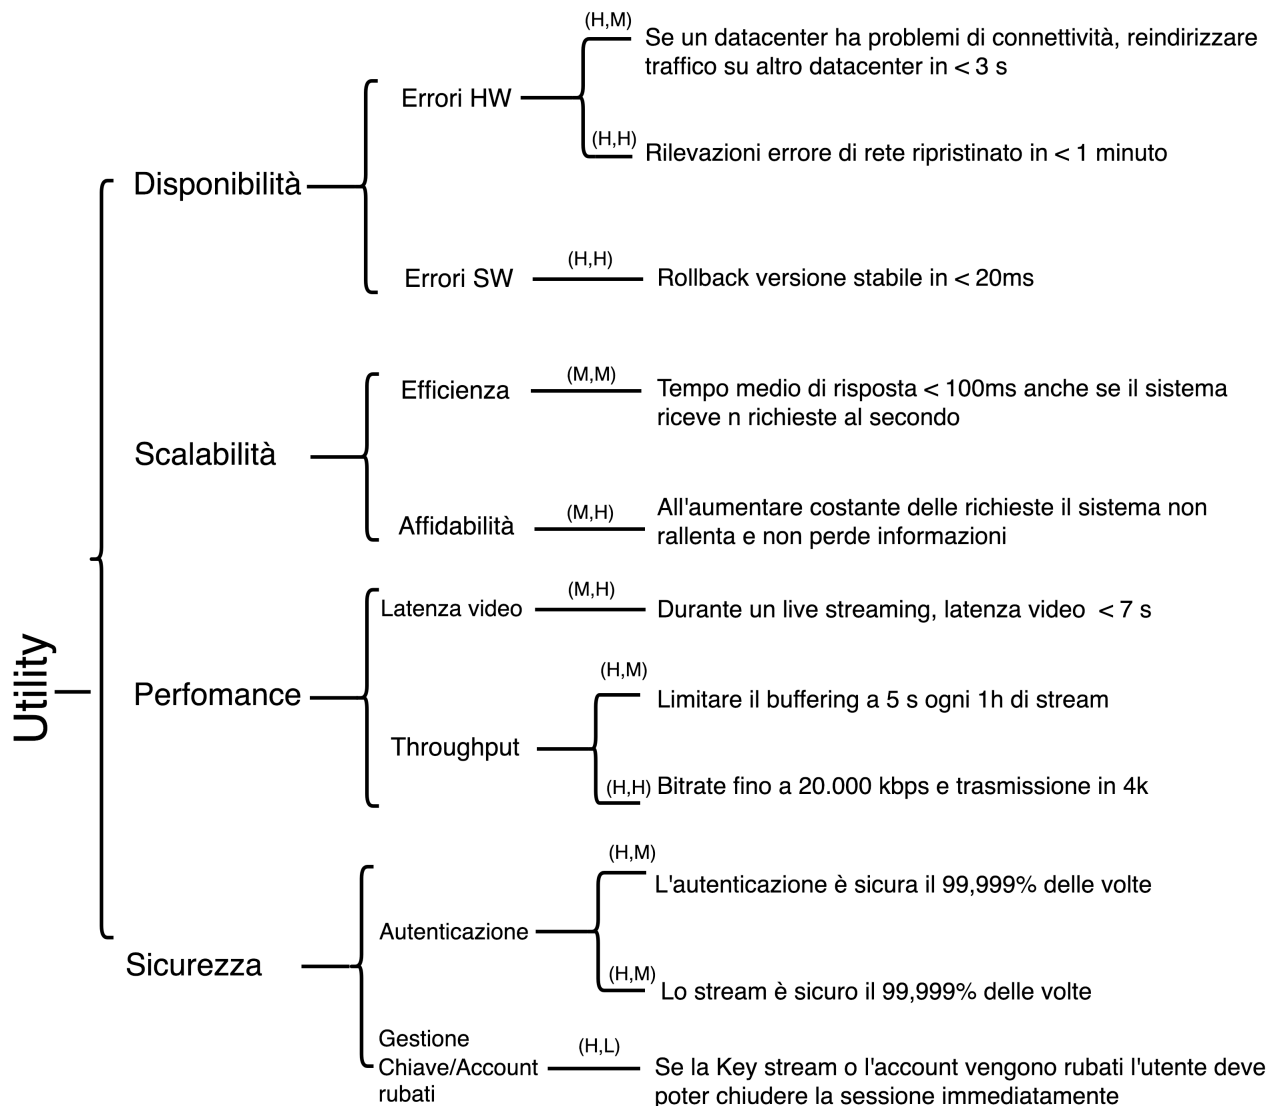 Utility
Disponibilità
Errori HW
(H,M)
Se un datacenter ha problemi di connettività, reindirizzare
traffico su altro datacenter in < 3 s
(H,H)
Rilevazioni errore di rete ripristinato in < 1 minuto
Errori SW
(H,H)
Rollback versione stabile in < 20ms
Scalabilità
Efficienza
(M,M)
Tempo medio di risposta < 100ms anche se il sistema
riceve n richieste al secondo
Affidabilità
(M,H)
All'aumentare costante delle richieste il sistema non
rallenta e non perde informazioni
Perfomance
Latenza video
(M,H)
Durante un live streaming, latenza video < 7 s
Throughput
(H,M)
Limitare il buffering a 5 s ogni 1h di stream
(H,H)
Bitrate fino a 20.000 kbps e trasmissione in 4k
Sicurezza
Autenticazione
(H,M)
L'autenticazione è sicura il 99,999% delle volte
(H,M)
Lo stream è sicuro il 99,999% delle volte
Gestione
Chiave/Account
rubati
(H,L)
Se la Key stream o l'account vengono rubati l'utente deve
poter chiudere la sessione immediatamente